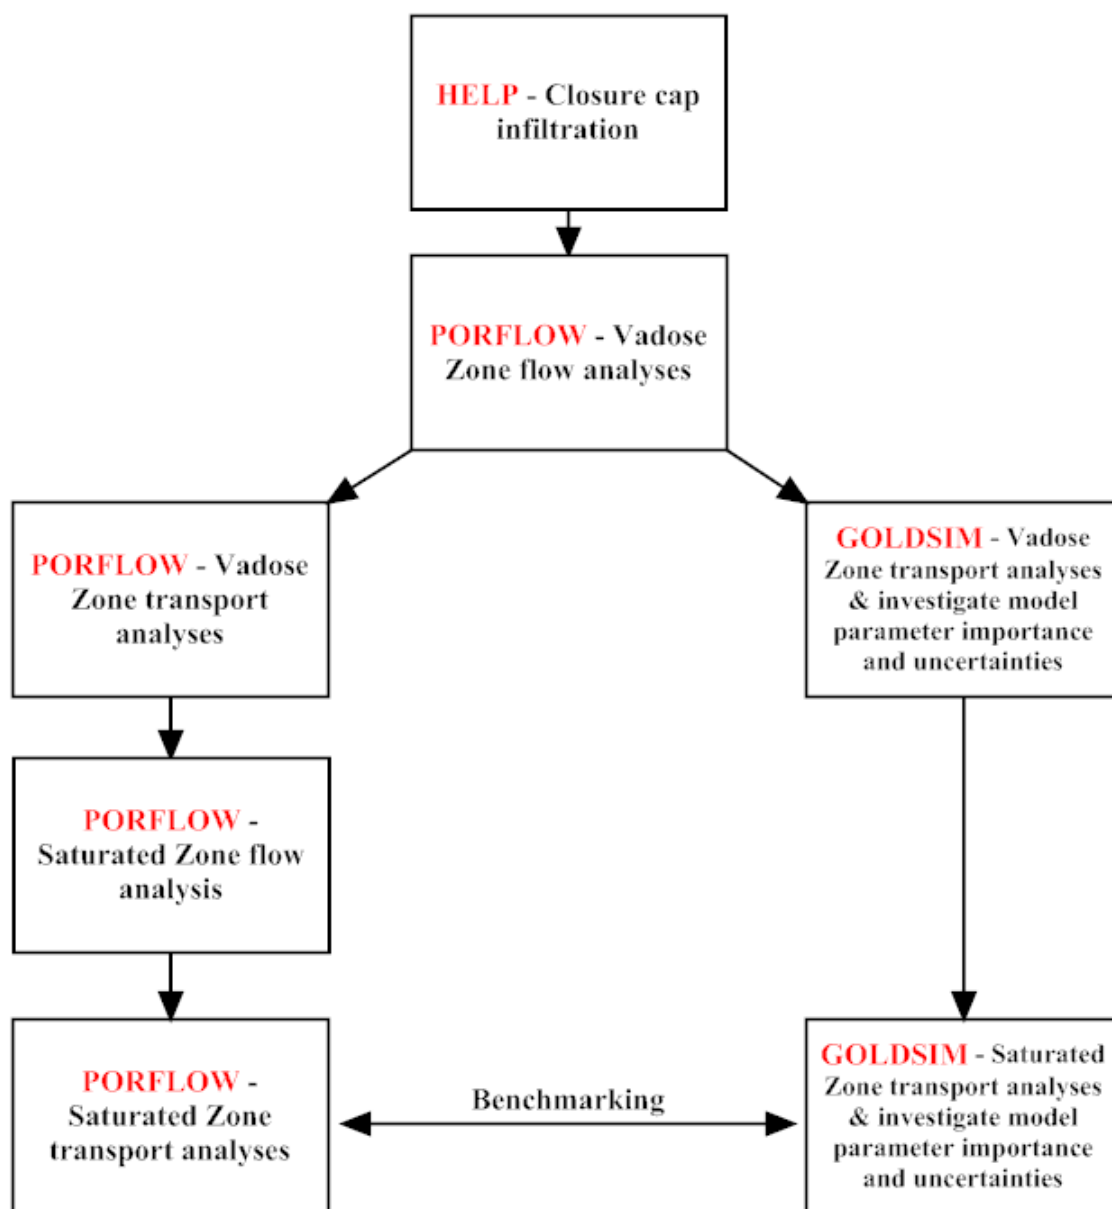 HELP - Closure cap
infiltration
PORFLOW - Vadose
Zone flow analyses
PORFLOW - Vadose
Zone transport
analyses
GOLDSIM - Vadose
Zone transport analyses
& investigate model
parameter importance
and uncertainties
PORFLOW -
Saturated Zone flow
analysis
PORFLOW -
Saturated Zone
transport analyses
Benchmarking
GOLDSIM - Saturated
Zone transport analyses
& investigate model
parameter importance
and uncertainties